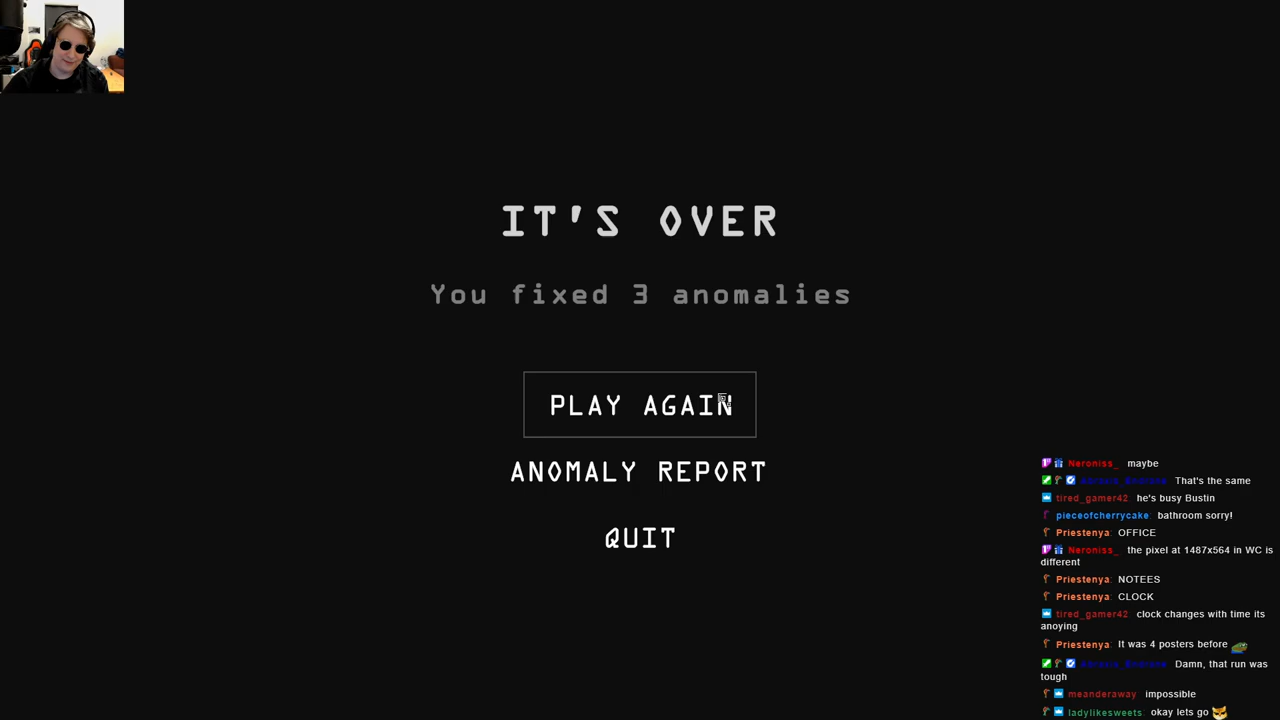 IT'S OVER
You fixed 3 anomalies
PLAY AGAIN
ANOMALY REPORT
QUIT
Neroniss_ maybe
That's the same
tired_gamer42: he's busy Bustin
pieceofcherrycake: bathroom sorry!
Priestenya: OFFICE
Neroniss_ the pixel at 1487x564 in WC is
different
Priestenya: NOTEES
Priestenya: CLOCK
tired_gamer42: clock changes with time its
anoying
Priestenya: It was 4 posters before
Damn, that run was
tough
meanderaway: impossible
ladylikesweets: okay lets go